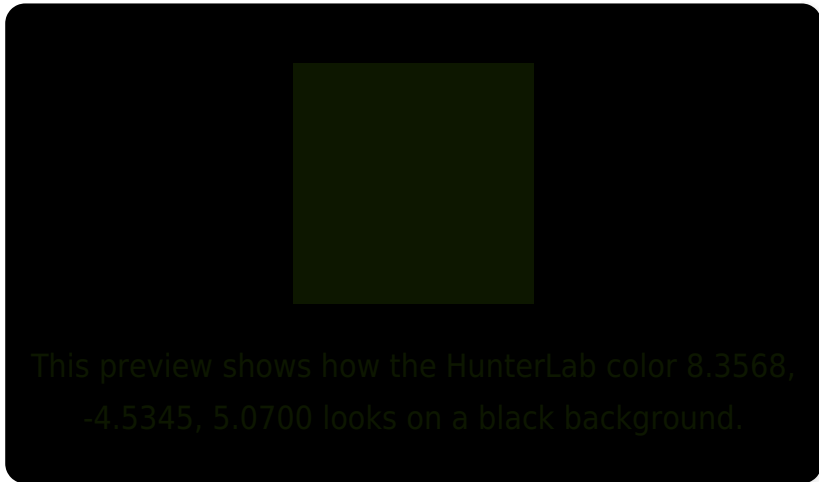 This preview shows how the HunterLab color 8.3568,
-4.5345, 5.0700 looks on a black background.